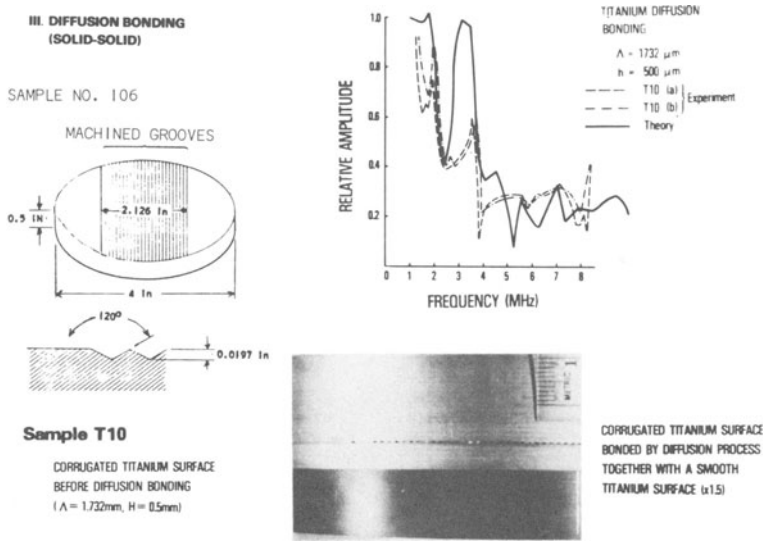 III. DIFFUSION BONDING
(SOLID-SOLID)
SAMPLE NO. 106
MACHINED GROOVES
0.5 IN
2.126 In
4 In
120°
0.0197 In
Sample T10
CORRUGATED TITANIUM SURFACE
BEFORE DIFFUSION BONDING
(Λ = 1.732mm, H = 0.5mm)
TITANIUM DIFFUSION
BONDING
Λ = 1732 μm
h = 500 μm
T10 (a)
T10 (b)
Experiment
Theory
RELATIVE AMPLITUDE
1.0
0.8
0.6
0.4
0.2
0 1 2 3 4 5 6 7 8
FREQUENCY (MHz)
METRIC 1
CORRUGATED TITANIUM SURFACE
BONDED BY DIFFUSION PROCESS
TOGETHER WITH A SMOOTH
TITANIUM SURFACE (x1.5)